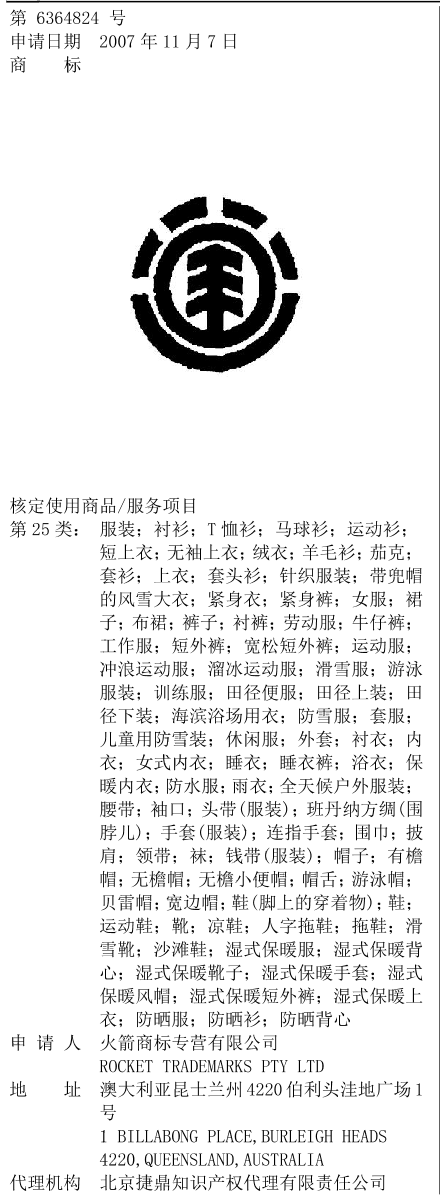 第 6364824 号
申请日期 2007 年 11 月 7 日
商 标
核定使用商品/服务项目
第 25 类： 服装；衬衫；T 恤衫；马球衫；运动衫；
短上衣；无袖上衣；绒衣；羊毛衫；茄克；
套衫；上衣；套头衫；针织服装；带兜帽
的风雪大衣；紧身衣；紧身裤；女服；裙
子；布裙；裤子；衬裤；劳动服；牛仔裤；
工作服；短外裤；宽松短外裤；运动服；
冲浪运动服；溜冰运动服；滑雪服；游泳
服装；训练服；田径便服；田径上装；田
径下装；海滨浴场用衣；防雪服；套服；
儿童用防雪装；休闲服；外套；衬衣；内
衣；女式内衣；睡衣；睡衣裤；浴衣；保
暖内衣；防水服；雨衣；全天候户外服装；
腰带；袖口；头带(服装)；班丹纳方绸(围
脖儿)；手套(服装)；连指手套；围巾；披
肩；领带；袜；钱带(服装)；帽子；有檐
帽；无檐帽；无檐小便帽；帽舌；游泳帽；
贝雷帽；宽边帽；鞋(脚上的穿着物)；鞋；
运动鞋；靴；凉鞋；人字拖鞋；拖鞋；滑
雪靴；沙滩鞋；湿式保暖服；湿式保暖背
心；湿式保暖靴子；湿式保暖手套；湿式
保暖风帽；湿式保暖短外裤；湿式保暖上
衣；防晒服；防晒衫；防晒背心
申 请 人 火箭商标专营有限公司
ROCKET TRADEMARKS PTY LTD
地 址 澳大利亚昆士兰州 4220 伯利头洼地广场 1
号
1 BILLABONG PLACE,BURLEIGH HEADS
4220,QUEENSLAND,AUSTRALIA
代理机构 北京捷鼎知识产权代理有限责任公司